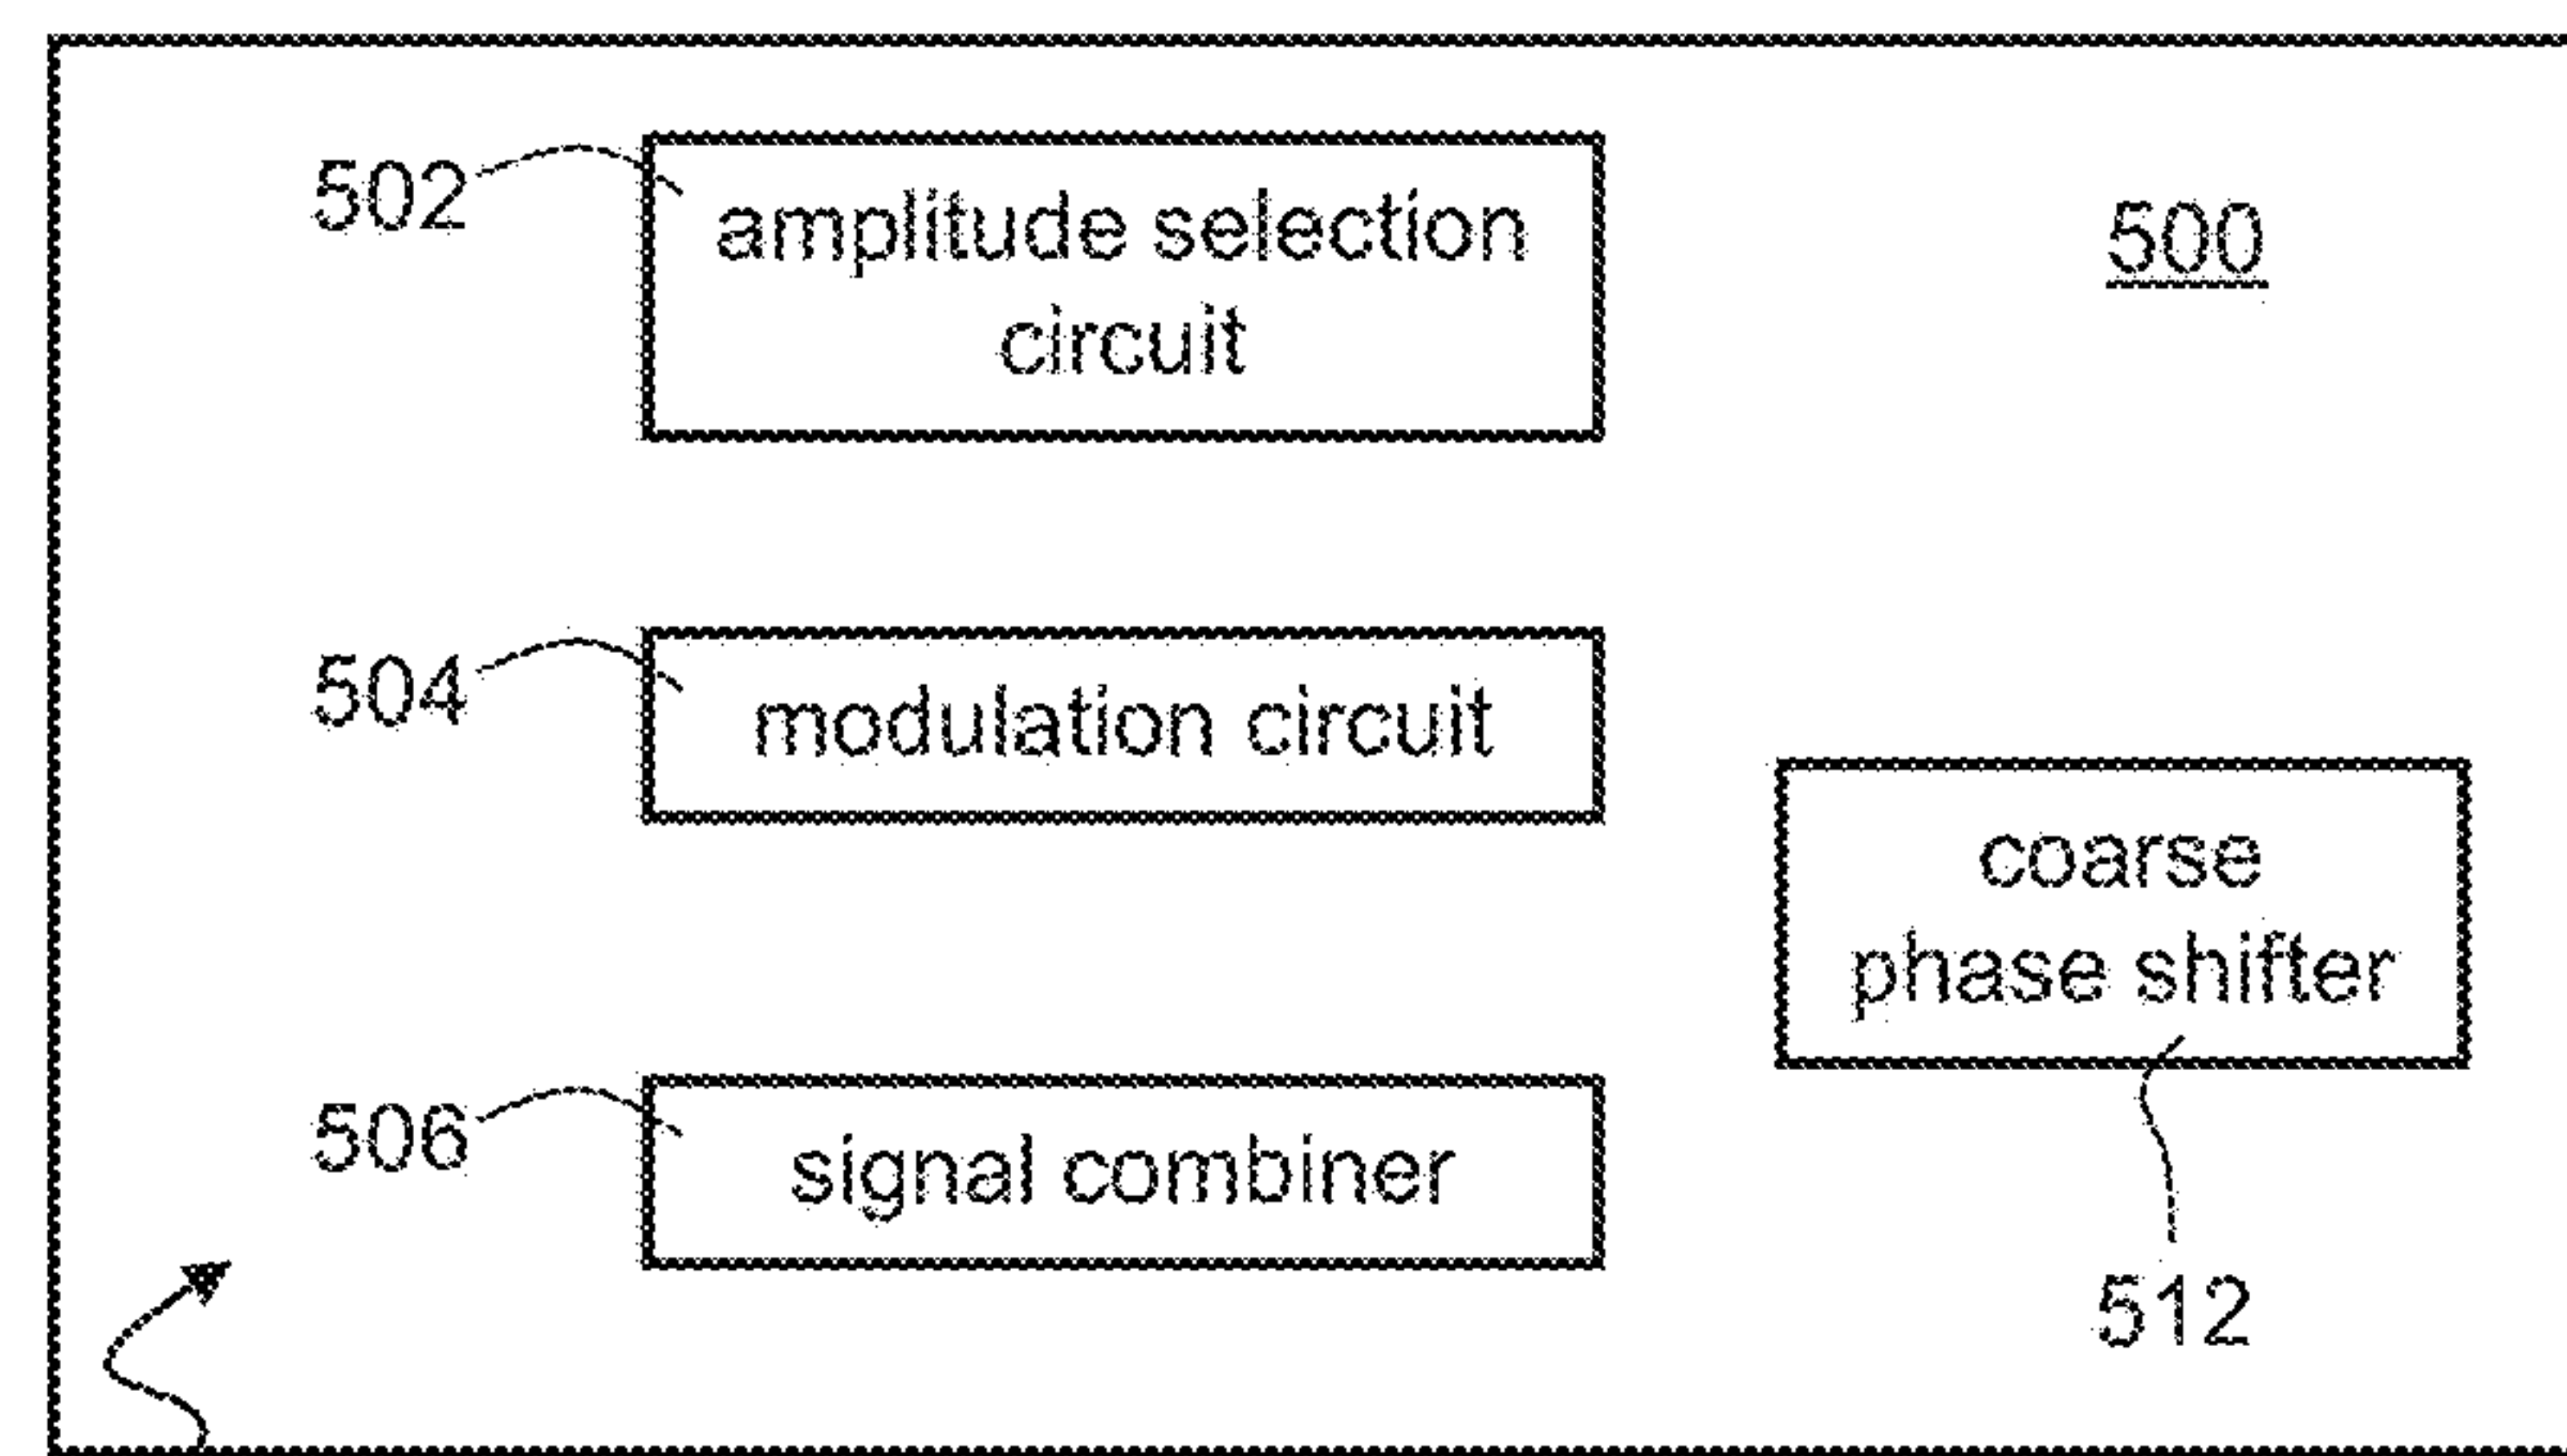 502
amplitude selection
circuit
500
504
modulation circuit
coarse
phase shifter
506
signal combiner
512